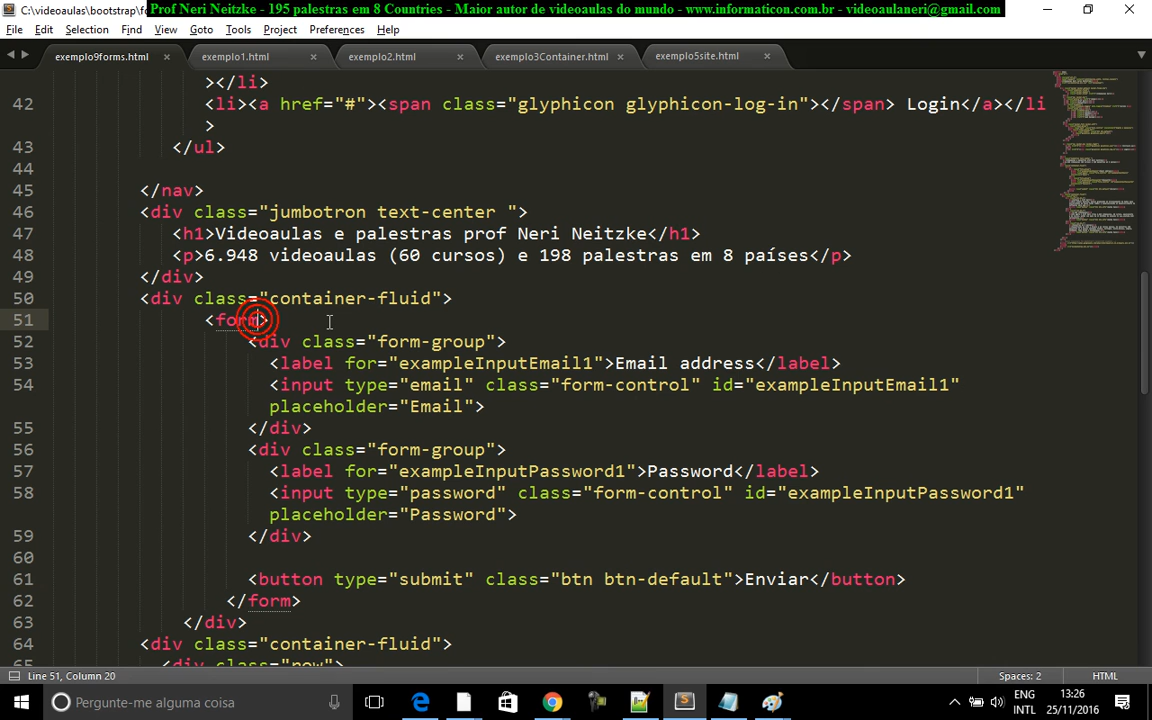 C:\videoaulas\bootstrap\fo
Prof Neri Neitzke - 195 palestras em 8 Countries - Maior autor de videoaulas do mundo - www.informaticon.com.br - videoaulaneri@gmail.com
File Edit Selection Find View Goto Tools Project Preferences Help
exemplo9forms.html × exemplo1.html × exemplo2.html × exemplo3Container.html × exemplo5site.html ×
></li>
42 <li><a href="#"><span class="glyphicon glyphicon-log-in"></span> Login</a></li
>
43 </ul>
44
45 </nav>
46 <div class="jumbotron text-center ">
47 <h1>Videoaulas e palestras prof Neri Neitzke</h1>
48 <p>6.948 videoaulas (60 cursos) e 198 palestras em 8 países</p>
49 </div>
50 <div class="container-fluid">
51 <form>
52 <div class="form-group">
53 <label for="exampleInputEmail1">Email address</label>
54 <input type="email" class="form-control" id="exampleInputEmail1"
placeholder="Email">
55 </div>
56 <div class="form-group">
57 <label for="exampleInputPassword1">Password</label>
58 <input type="password" class="form-control" id="exampleInputPassword1"
placeholder="Password">
59 </div>
60
61 <button type="submit" class="btn btn-default">Enviar</button>
62 </form>
63 </div>
64 <div class="container-fluid">
65 <div class="row">
Line 51, Column 20 Spaces: 2 HTML
Pergunte-me alguma coisa
ENG 13:26
INTL 25/11/2016